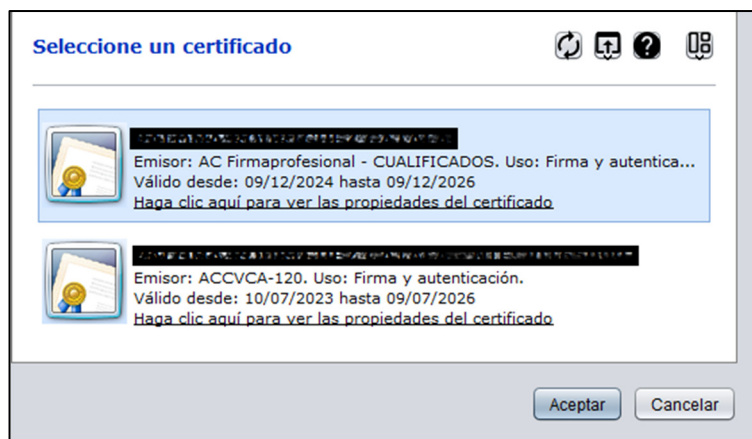 Seleccione un certificado
Emisor: AC Firmaprofesional - CUALIFICADOS. Uso: Firma y autentica...
Válido desde: 09/12/2024 hasta 09/12/2026
Haga clic aquí para ver las propiedades del certificado
Emisor: ACCVCA-120. Uso: Firma y autenticación.
Válido desde: 10/07/2023 hasta 09/07/2026
Haga clic aquí para ver las propiedades del certificado
Aceptar Cancelar